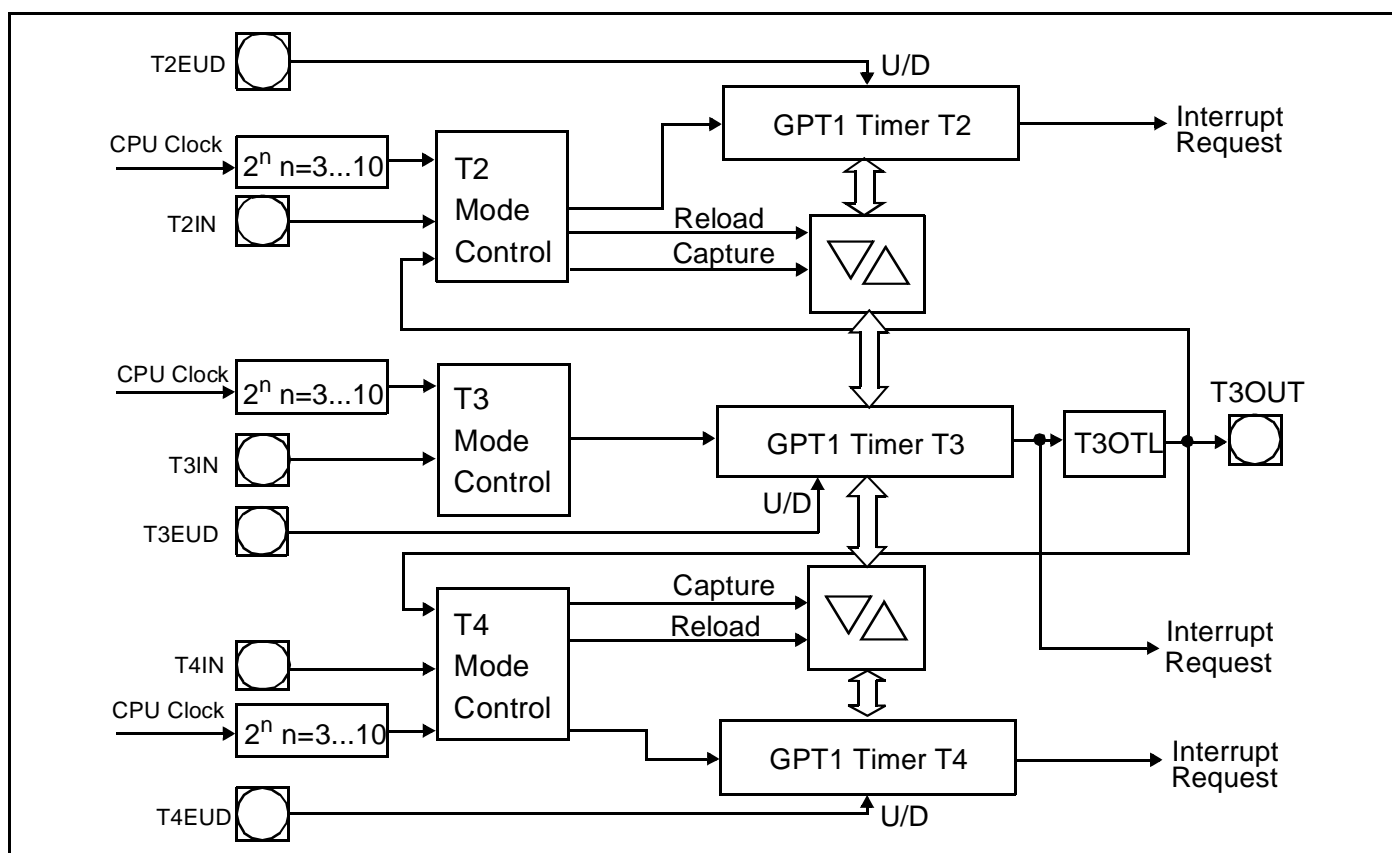 T2EUD
U/D
GPT1 Timer T2
Interrupt
Request
CPU Clock
2ⁿ n=3...10
T2
Mode
Control
T2IN
Reload
Capture
CPU Clock
2ⁿ n=3...10
T3
Mode
Control
T3IN
GPT1 Timer T3
T3OTL
T3OUT
T3EUD
U/D
Capture
Reload
T4
Mode
Control
T4IN
Interrupt
Request
CPU Clock
2ⁿ n=3...10
GPT1 Timer T4
Interrupt
Request
T4EUD
U/D